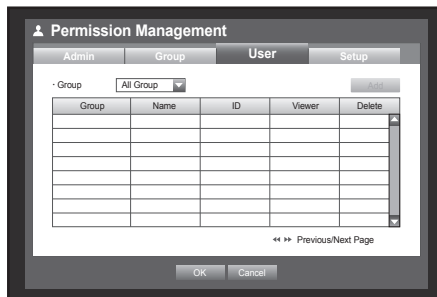 Permission Management
Admin Group User Setup
· Group All Group Add
Group Name ID Viewer Delete
Previous/Next Page
OK Cancel